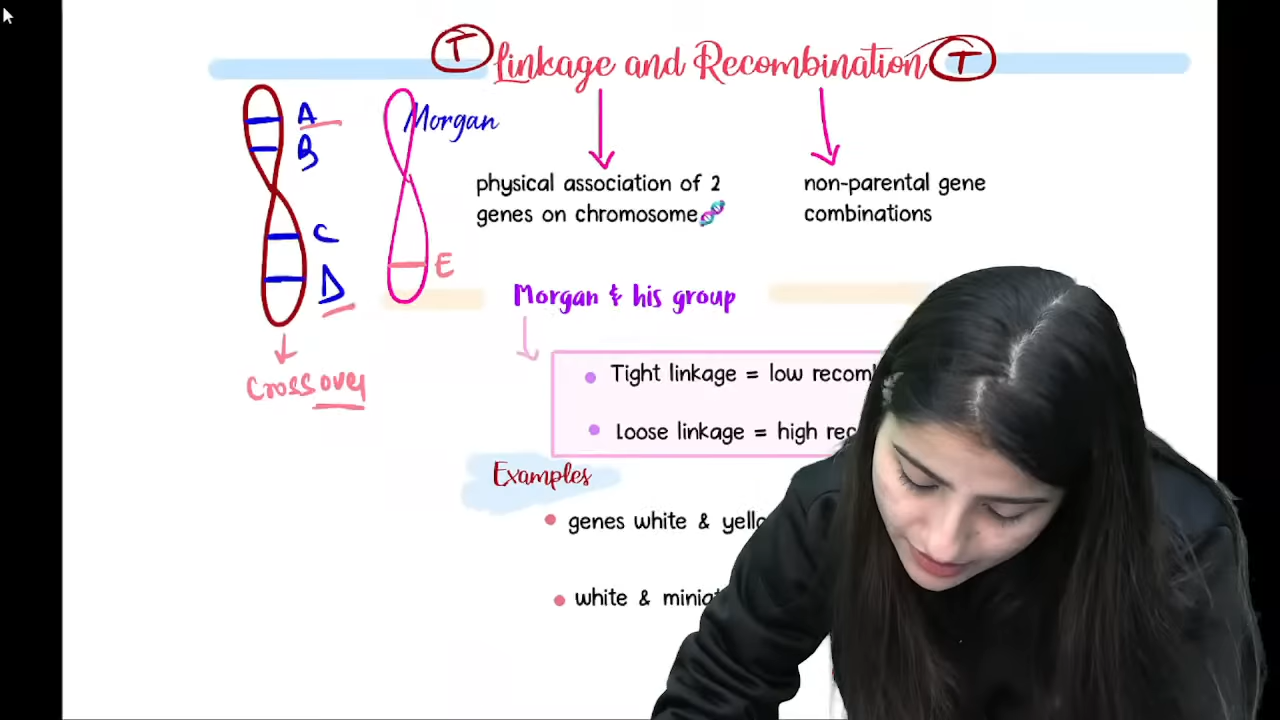 T Linkage and Recombination T
A
Morgan
B
physical association of 2
genes on chromosome
non-parental gene
combinations
C
E
D
Morgan & his group
Tight linkage = low recom
Loose linkage = high rec
Crossover
Examples
genes white & yell
white & minia